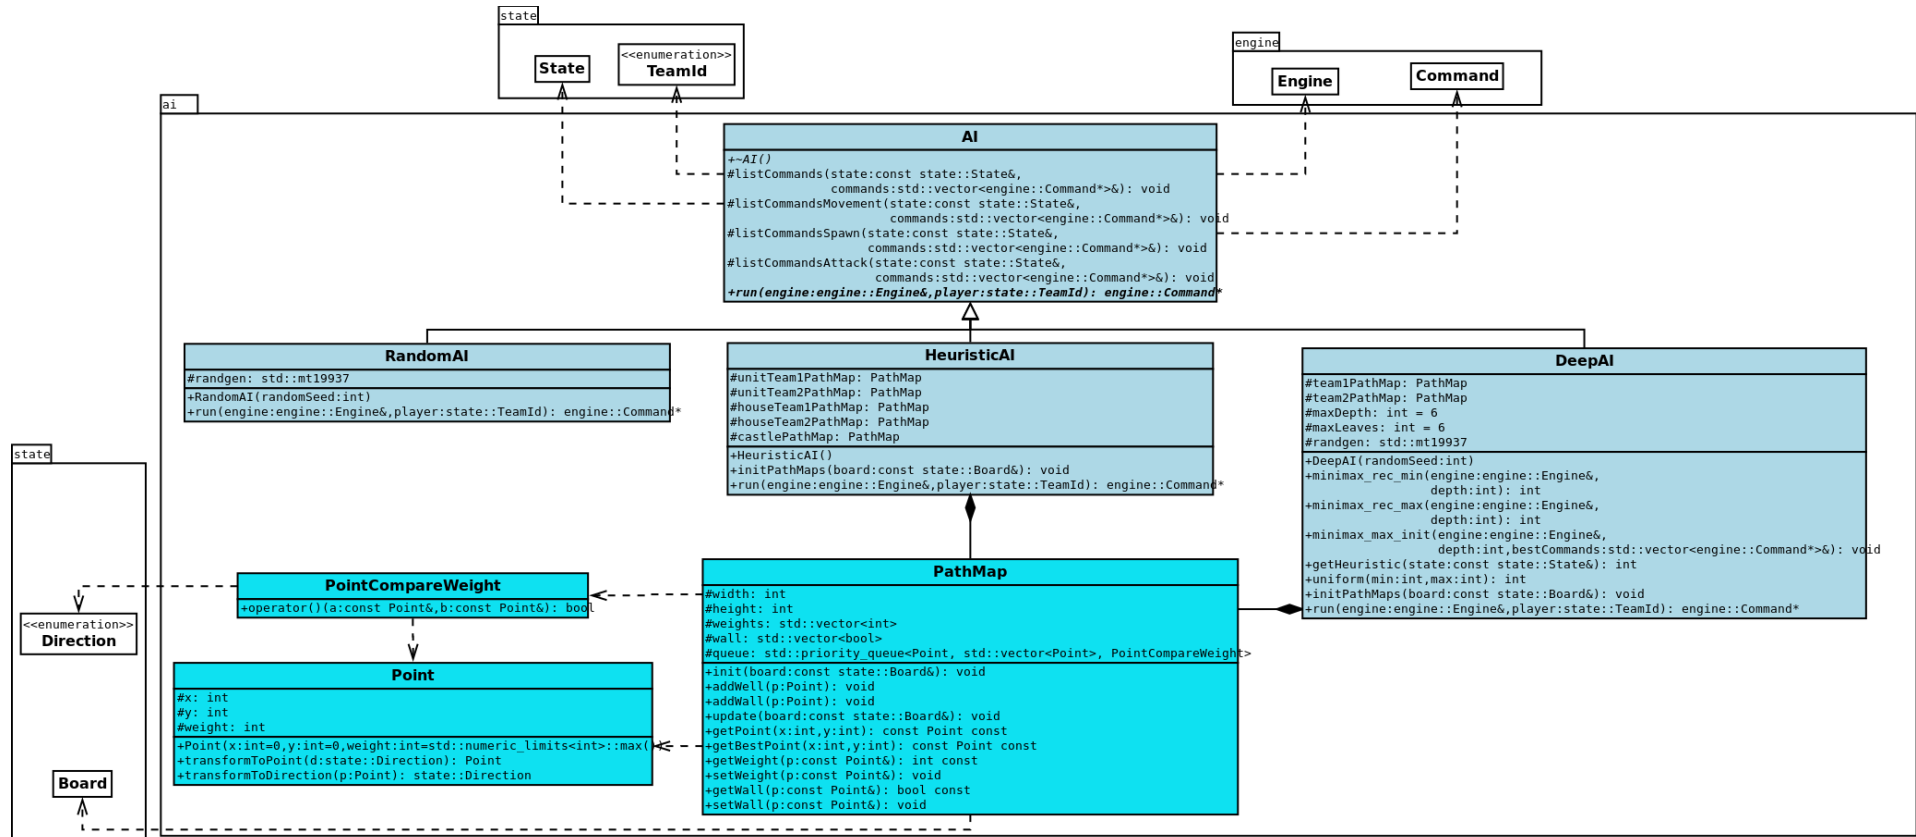 state
State
<<enumeration>>
TeamId
engine
Engine
Command
ai
AI
+~AI()
#listCommands(state:const state::State&,
commands:std::vector<engine::Command*>&): void
#listCommandsMovement(state:const state::State&,
commands:std::vector<engine::Command*>&): void
#listCommandsSpawn(state:const state::State&,
commands:std::vector<engine::Command*>&): void
#listCommandsAttack(state:const state::State&,
commands:std::vector<engine::Command*>&): void
+run(engine:engine::Engine&,player:state::TeamId): engine::Command*
RandomAI
#randgen: std::mt19937
+RandomAI(randomSeed:int)
+run(engine:engine::Engine&,player:state::TeamId): engine::Command*
HeuristicAI
#unitTeam1PathMap: PathMap
#unitTeam2PathMap: PathMap
#houseTeam1PathMap: PathMap
#houseTeam2PathMap: PathMap
#castlePathMap: PathMap
+HeuristicAI()
+initPathMaps(board:const state::Board&): void
+run(engine:engine::Engine&,player:state::TeamId): engine::Command*
DeepAI
#team1PathMap: PathMap
#team2PathMap: PathMap
#maxDepth: int = 6
#maxLeaves: int = 6
#randgen: std::mt19937
+DeepAI(randomSeed:int)
+minimax_rec_min(engine:engine::Engine&,
depth:int): int
+minimax_rec_max(engine:engine::Engine&,
depth:int): int
+minimax_max_init(engine:engine::Engine&,
depth:int,bestCommands:std::vector<engine::Command*>&): void
+getHeuristic(state:const state::State&): int
+uniform(min:int,max:int): int
+initPathMaps(board:const state::Board&): void
+run(engine:engine::Engine&,player:state::TeamId): engine::Command*
state
<<enumeration>>
Direction
Board
PointCompareWeight
+operator()(a:const Point&,b:const Point&): bool
Point
#x: int
#y: int
#weight: int
+Point(x:int=0,y:int=0,weight:int=std::numeric_limits<int>::max())
+transformToPoint(d:state::Direction): Point
+transformToDirection(p:Point): state::Direction
PathMap
#width: int
#height: int
#weights: std::vector<int>
#wall: std::vector<bool>
#queue: std::priority_queue<Point, std::vector<Point>, PointCompareWeight>
+init(board:const state::Board&): void
+addWell(p:Point): void
+addWall(p:Point): void
+update(board:const state::Board&): void
+getPoint(x:int,y:int): const Point const
+getBestPoint(x:int,y:int): const Point const
+getWeight(p:const Point&): int const
+setWeight(p:const Point&): void
+getWall(p:const Point&): bool const
+setWall(p:const Point&): void